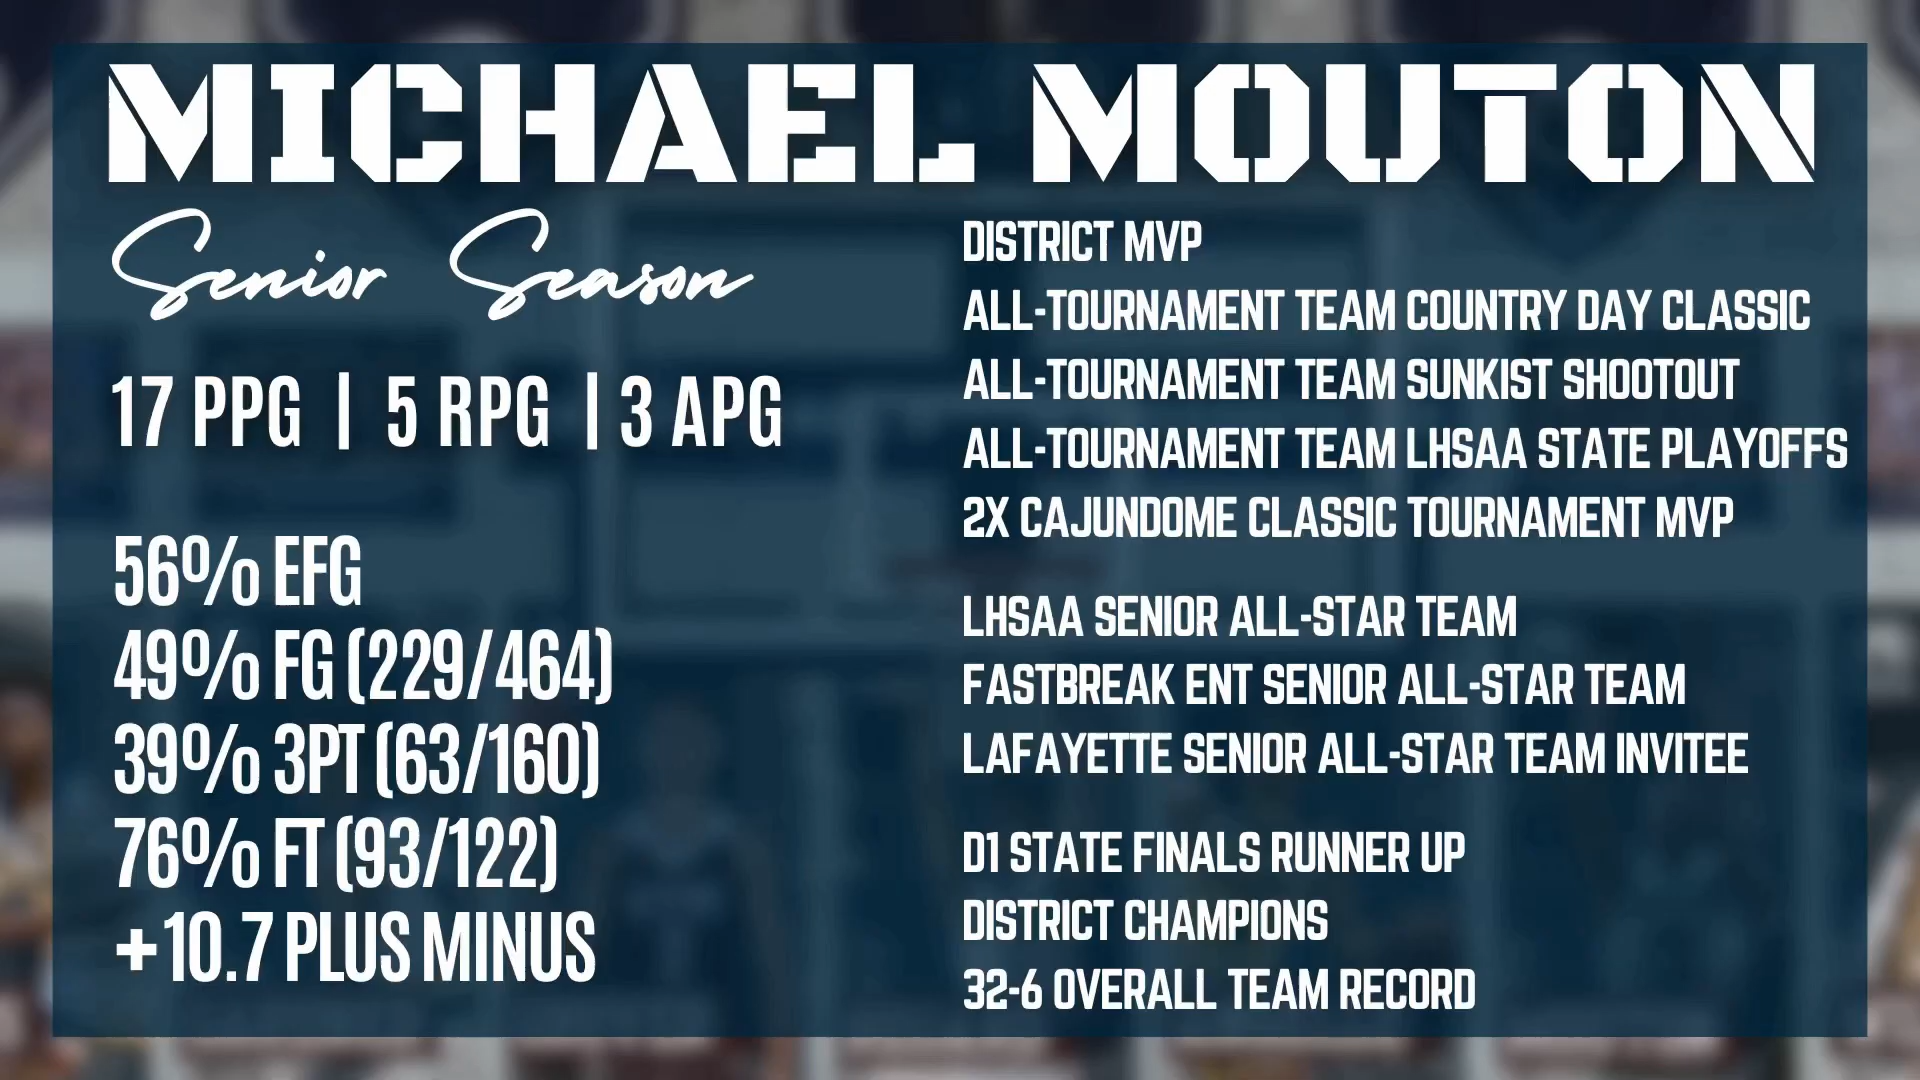 MICHAEL MOUTON
Senior Season
17 PPG | 5 RPG | 3 APG
56% EFG
49% FG (229/464)
39% 3PT (63/160)
76% FT (93/122)
+10.7 PLUS MINUS
DISTRICT MVP
ALL-TOURNAMENT TEAM COUNTRY DAY CLASSIC
ALL-TOURNAMENT TEAM SUNKIST SHOOTOUT
ALL-TOURNAMENT TEAM LHSAA STATE PLAYOFFS
2X CAJUNDOME CLASSIC TOURNAMENT MVP
LHSAA SENIOR ALL-STAR TEAM
FASTBREAK ENT SENIOR ALL-STAR TEAM
LAFAYETTE SENIOR ALL-STAR TEAM INVITEE
D1 STATE FINALS RUNNER UP
DISTRICT CHAMPIONS
32-6 OVERALL TEAM RECORD